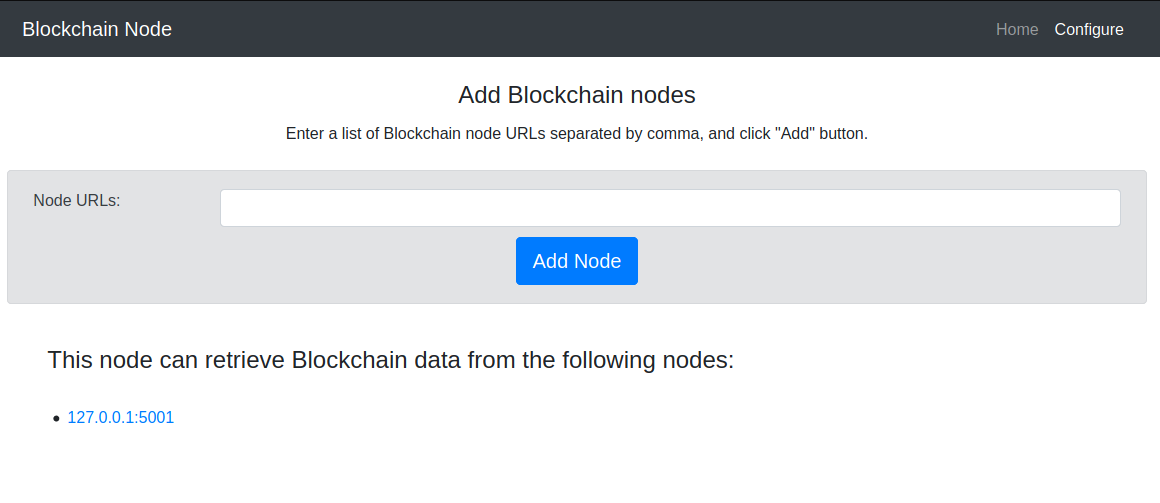 Blockchain Node
Home Configure
Add Blockchain nodes
Enter a list of Blockchain node URLs separated by comma, and click "Add" button.
Node URLs:
Add Node
This node can retrieve Blockchain data from the following nodes:
127.0.0.1:5001